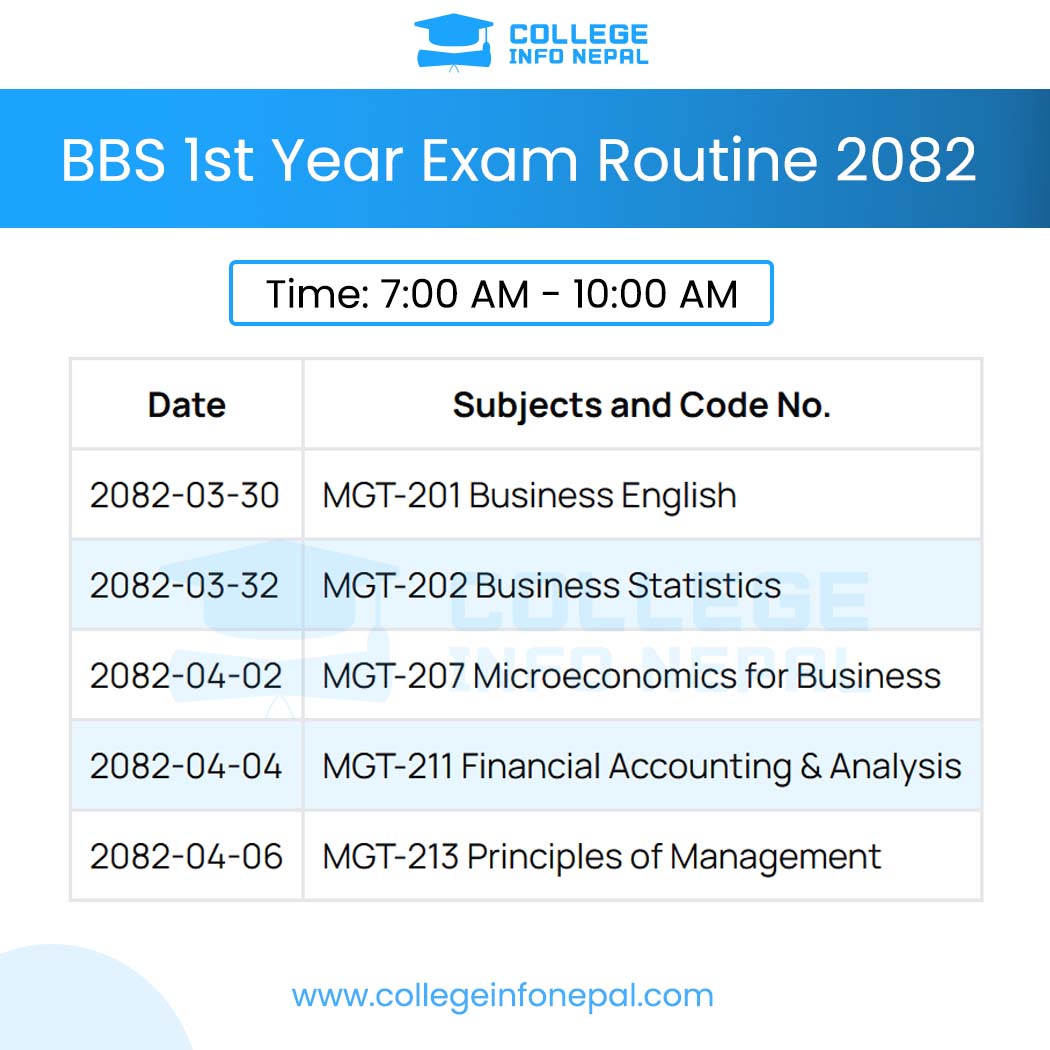 COLLEGE
INFO NEPAL
BBS 1st Year Exam Routine 2082
Time: 7:00 AM - 10:00 AM
Date Subjects and Code No.
2082-03-30 MGT-201 Business English
2082-03-32 MGT-202 Business Statistics
2082-04-02 MGT-207 Microeconomics for Business
2082-04-04 MGT-211 Financial Accounting & Analysis
2082-04-06 MGT-213 Principles of Management
COLLEGE
INFO NEPAL
www.collegeinfonepal.com